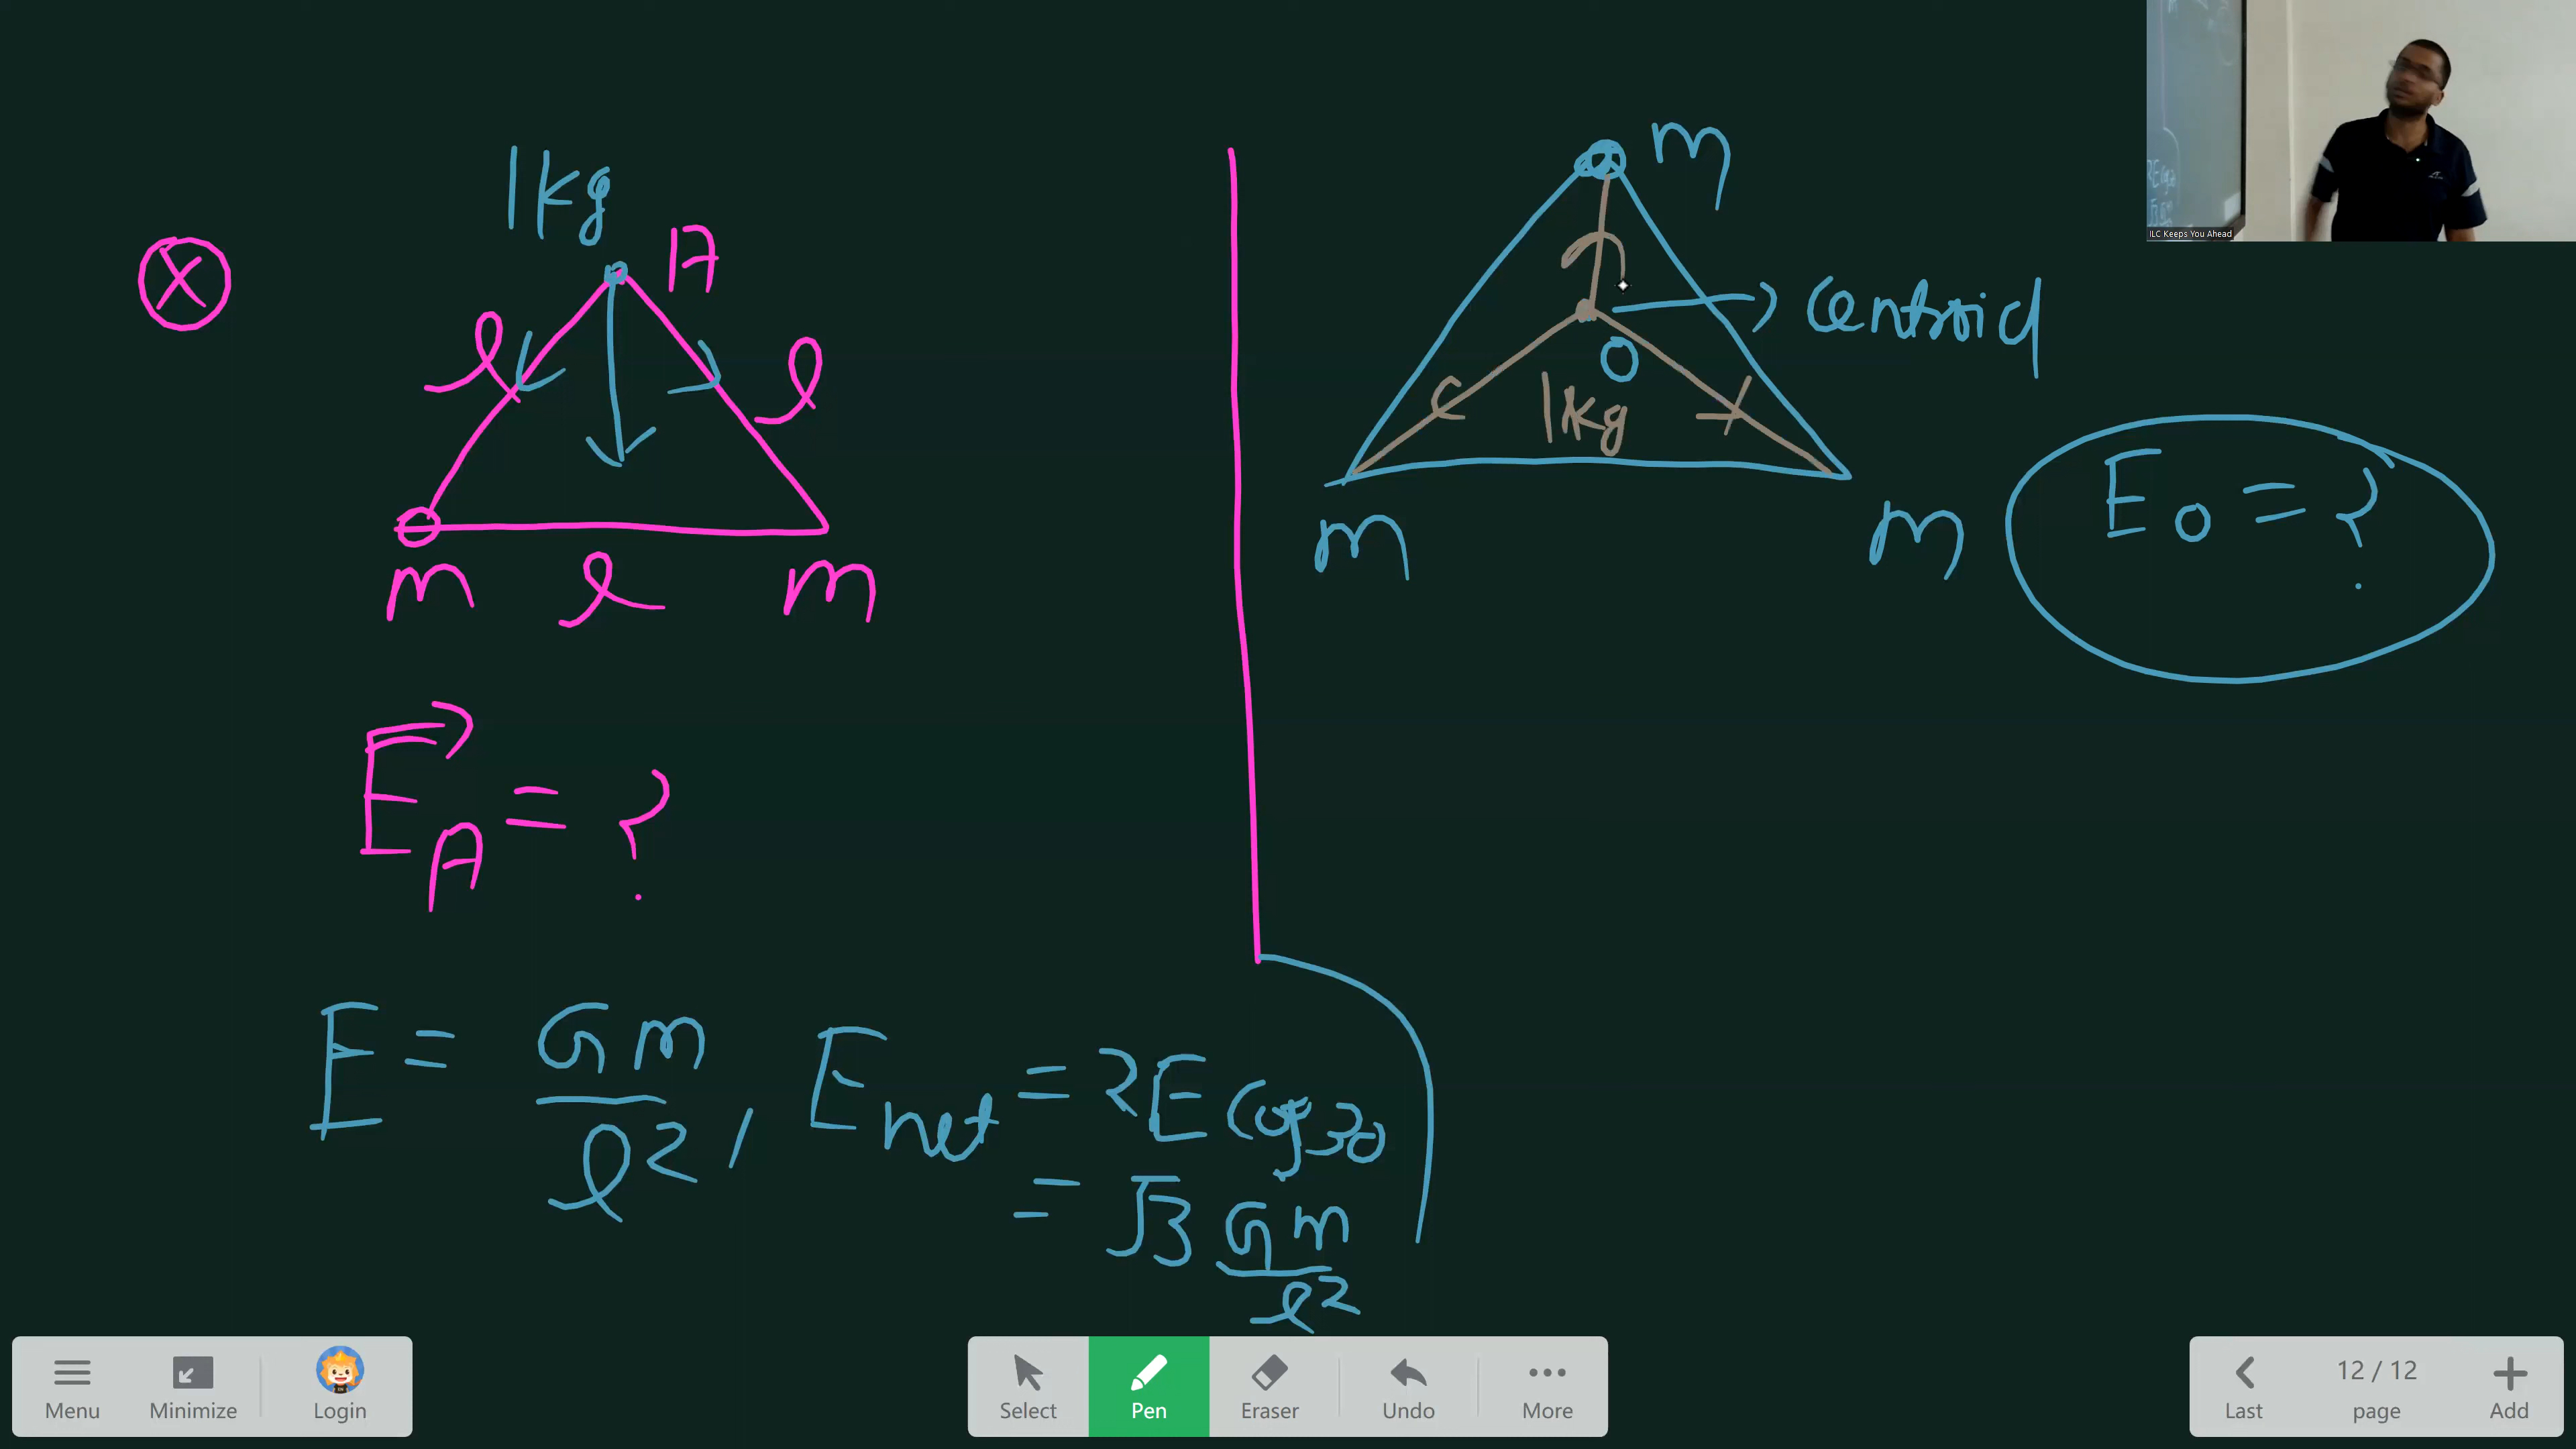 1kg
A
l
l
m
l
m
E⃗_A = ?
E = Gm/l², E_net = 2E Cos30
= √3 Gm/l²
m
centroid
O
1kg
m
m
E_O = ?
ILC Keeps You Ahead
Menu
Minimize
Login
Select
Pen
Eraser
Undo
More
Last
12 / 12
page
Add